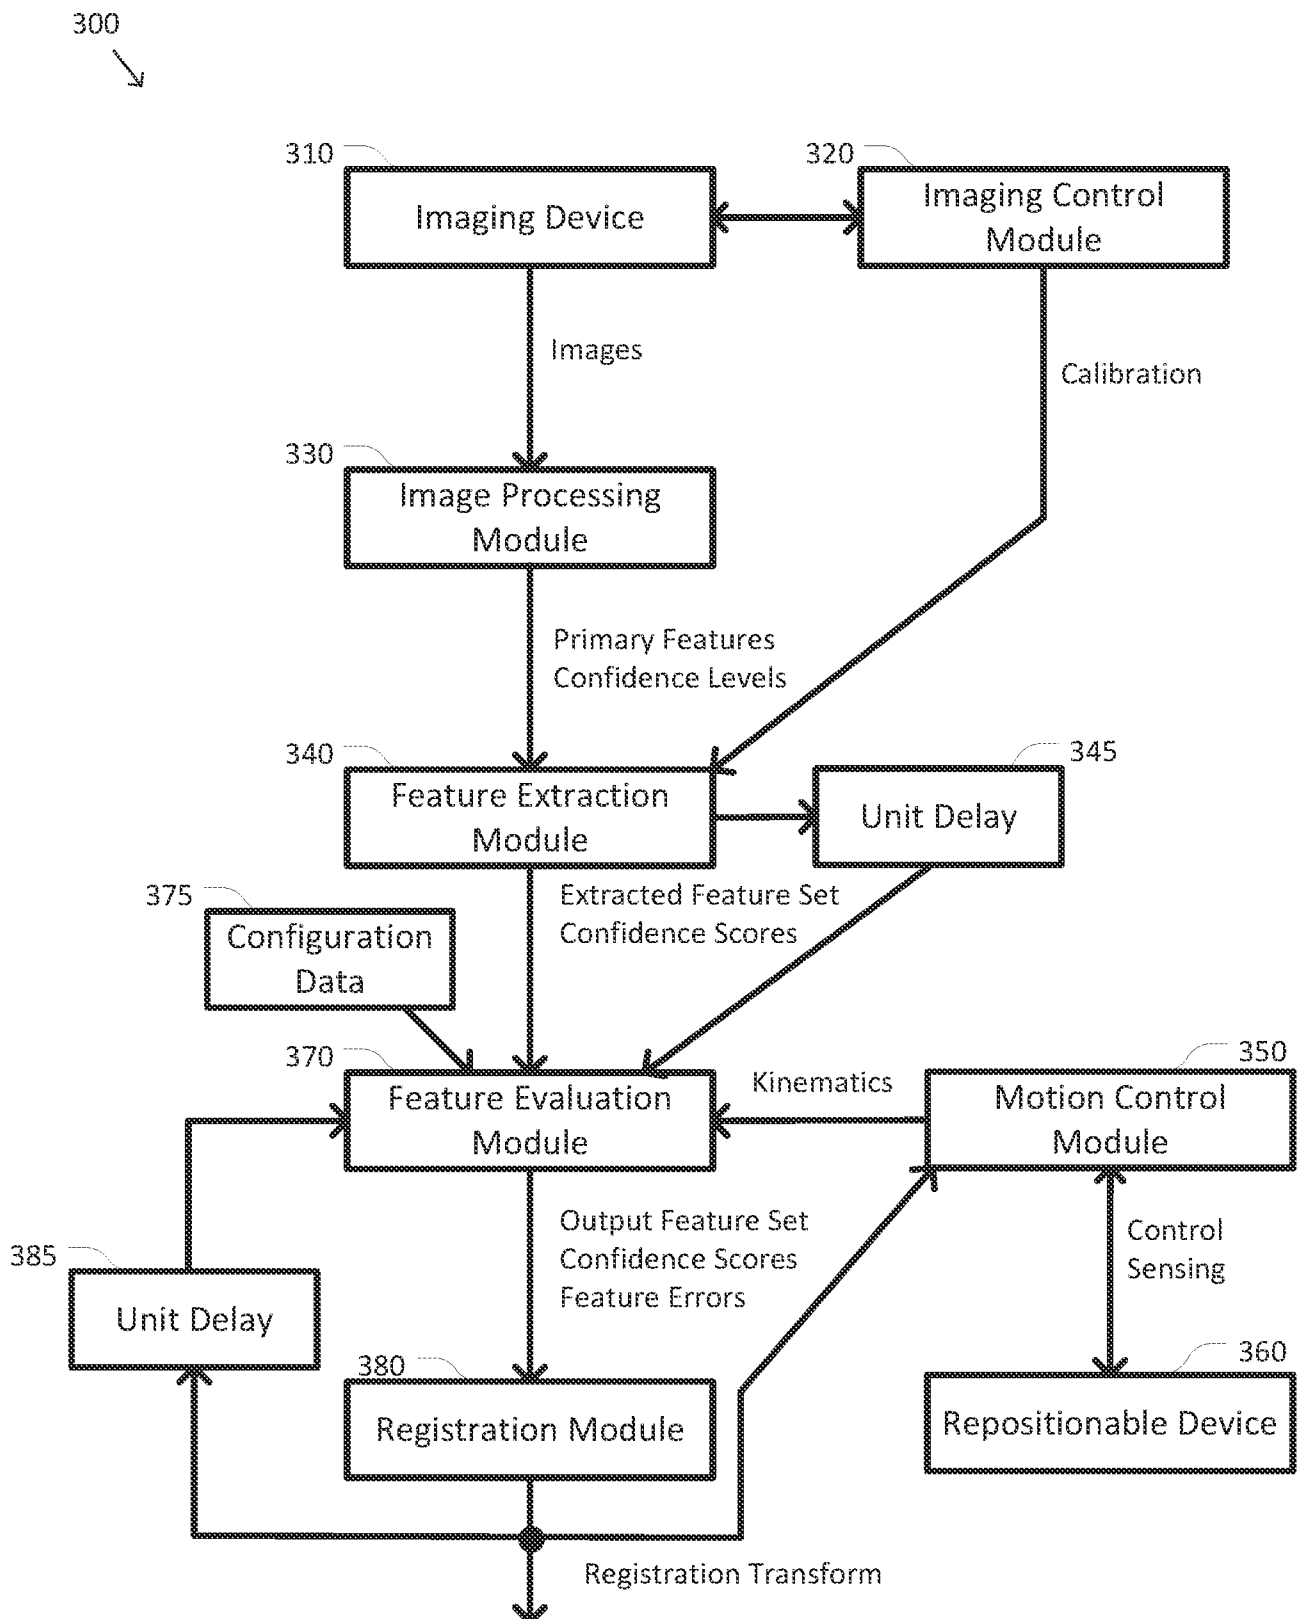 300
310
Imaging Device
320
Imaging Control
Module
Images
Calibration
330
Image Processing
Module
Primary Features
Confidence Levels
340
Feature Extraction
Module
345
Unit Delay
Extracted Feature Set
Confidence Scores
375
Configuration
Data
370
Feature Evaluation
Module
Kinematics
350
Motion Control
Module
Output Feature Set
Confidence Scores
Feature Errors
Control
Sensing
385
Unit Delay
380
Registration Module
360
Repositionable Device
Registration Transform